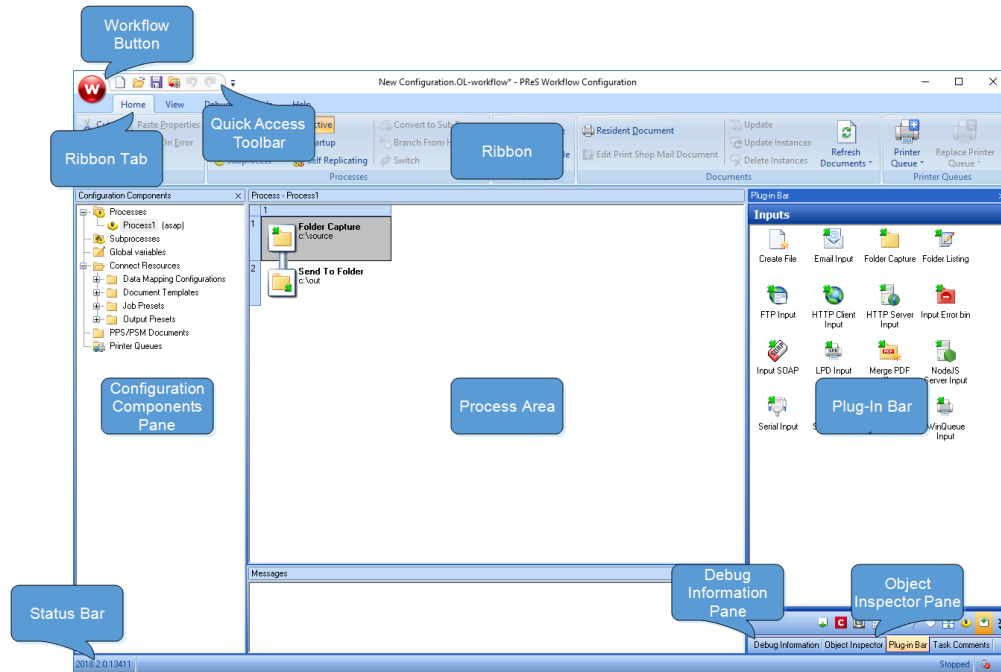 Workflow
Button
New Configuration.OL-workflow* - PReS Workflow Configuration
Home View Help
Quick Access
Toolbar
Ribbon Tab
Ribbon
Paste Properties
On Error
Active
Startup
Subprocess
Self Replicating
Convert to
Branch From
Switch
Processes
Resident Document
Edit Print Shop Mail Document
Update
Update Instances
Delete Instances
Refresh
Documents
Documents
Printer
Queue
Replace Printer
Queue
Printer Queues
Configuration Components
Processes
Process1 (asap)
Subprocesses
Global variables
Connect Resources
Data Mapping Configurations
Document Templates
Job Presets
Output Presets
PPS/PSM Documents
Printer Queues
Configuration
Components
Pane
Process - Process1
1
1
Folder Capture
c:\source
2
Send To Folder
c:\out
Process Area
Messages
Plug-in Bar
Inputs
Create File Email Input Folder Capture Folder Listing
FTP Input HTTP Client Input HTTP Server Input Input Error bin
Input SOAP LPD Input Merge PDF NodeJS Server Input
Serial Input WinQueue Input
Plug-In Bar
Debug
Information
Pane
Object
Inspector Pane
Debug Information Object Inspector Plug-in Bar Task Comments
Status Bar
2018.2.0.13411
Stopped